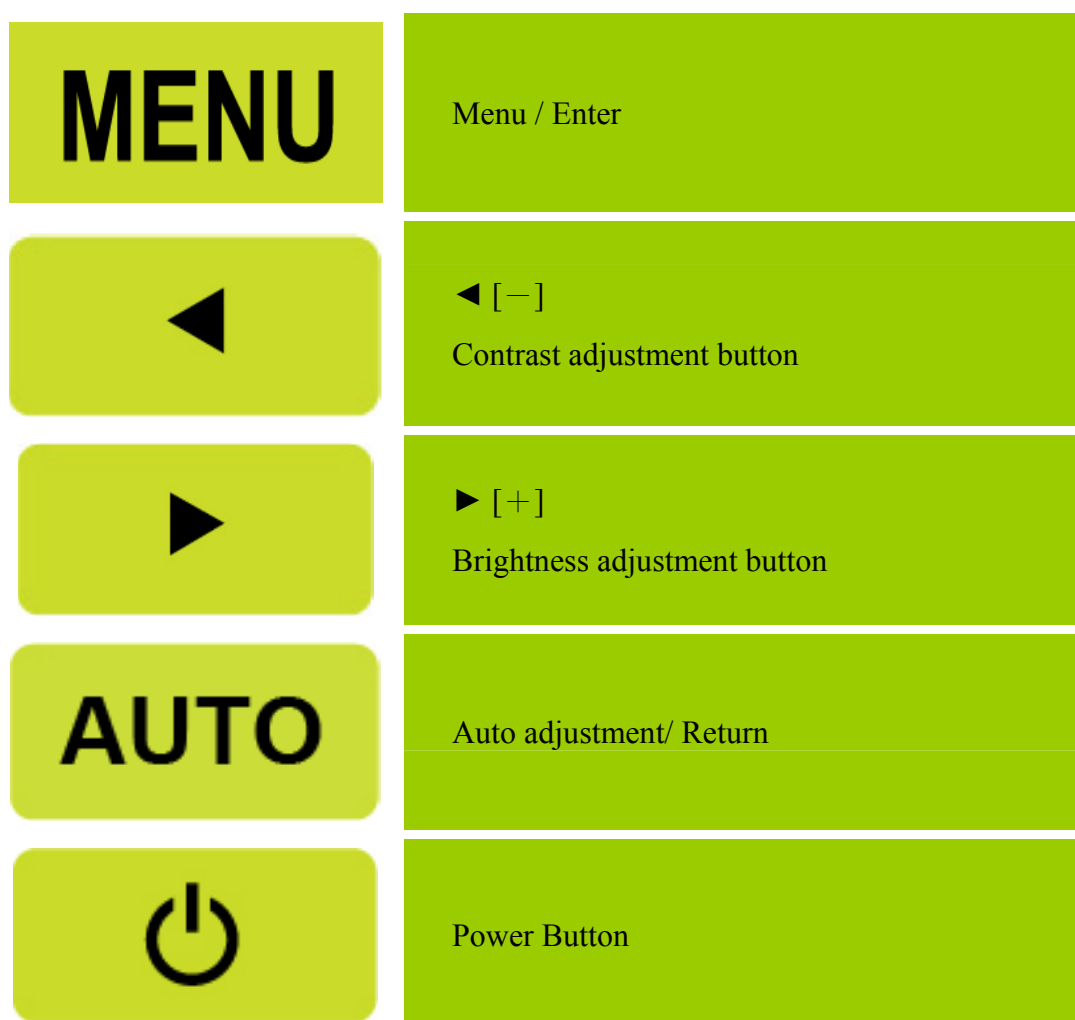 MENU
Menu / Enter
◄ [－]
Contrast adjustment button
► [＋]
Brightness adjustment button
AUTO
Auto adjustment/ Return
Power Button